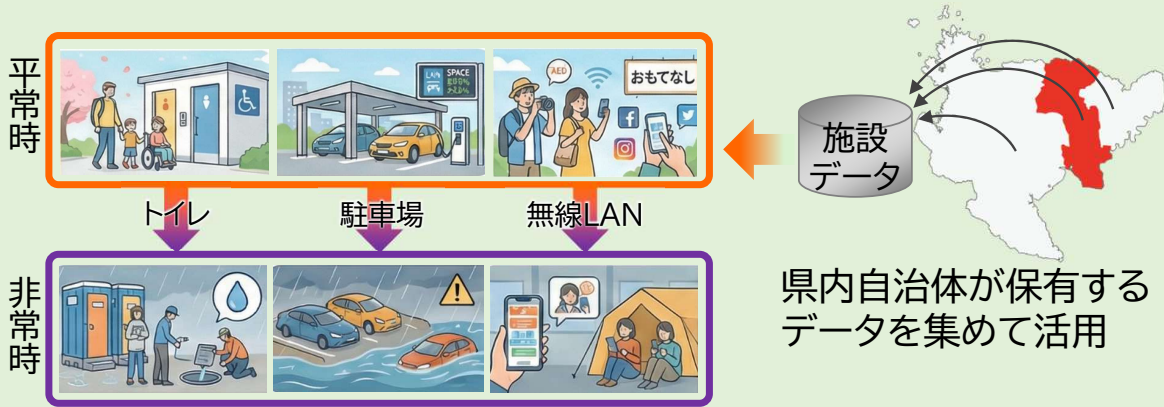 平常時
AED
おもてなし
SPACE
施設
データ
トイレ
駐車場
無線LAN
非常時
県内自治体が保有する
データを集めて活用